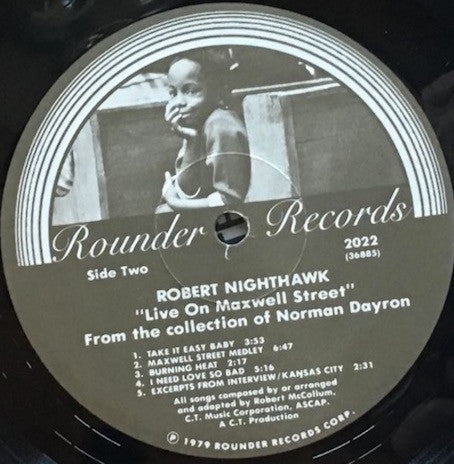 Rounder Records
Side Two
2022
(36885)
ROBERT NIGHTHAWK
"Live On Maxwell Street"
From the collection of Norman Dayron
1. TAKE IT EASY BABY 3:53
2. MAXWELL STREET MEDLEY 6:47
3. BURNING HEAT 2:17
4. I NEED LOVE SO BAD 5:16
5. EXCERPTS FROM INTERVIEW/KANSAS CITY 2:31
All songs composed by or arranged
and adapted by Robert McCollum,
C.T. Music Corporation, ASCAP.
A C.T. Production
℗ 1979 ROUNDER RECORDS CORP.